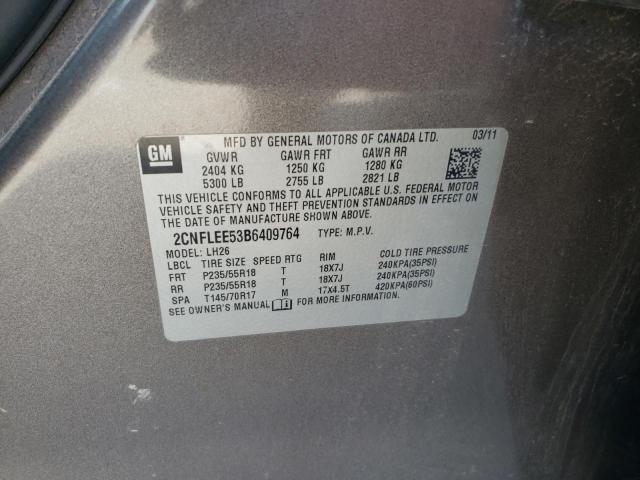 GM
MFD BY GENERAL MOTORS OF CANADA LTD. 03/11
GVWR GAWR FRT GAWR RR
2404 KG 1250 KG 1280 KG
5300 LB 2755 LB 2821 LB
THIS VEHICLE CONFORMS TO ALL APPLICABLE U.S. FEDERAL MOTOR
VEHICLE SAFETY AND THEFT PREVENTION STANDARDS IN EFFECT ON
THE DATE OF MANUFACTURE SHOWN ABOVE.
2CNFLEE53B6409764 TYPE: M.P.V.
MODEL: LH26
LBCL TIRE SIZE SPEED RTG RIM COLD TIRE PRESSURE
FRT P235/55R18 T 18X7J 240KPA(35PSI)
RR P235/55R18 T 18X7J 240KPA(35PSI)
SPA T145/70R17 M 17X4.5T 420KPA(60PSI)
SEE OWNER'S MANUAL FOR MORE INFORMATION.